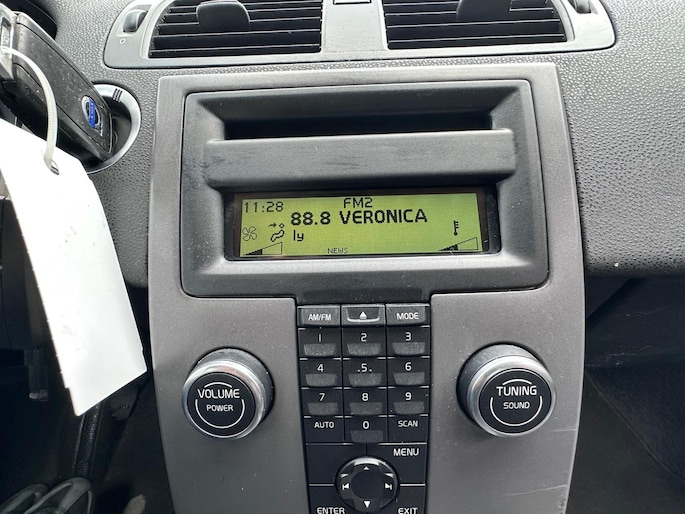 11:28
FM2
88.8 VERONICA
ly
NEWS
AM/FM
MODE
1 2 3
4 .5. 6
7 8 9
AUTO 0 SCAN
MENU
ENTER EXIT
VOLUME
POWER
TUNING
SOUND